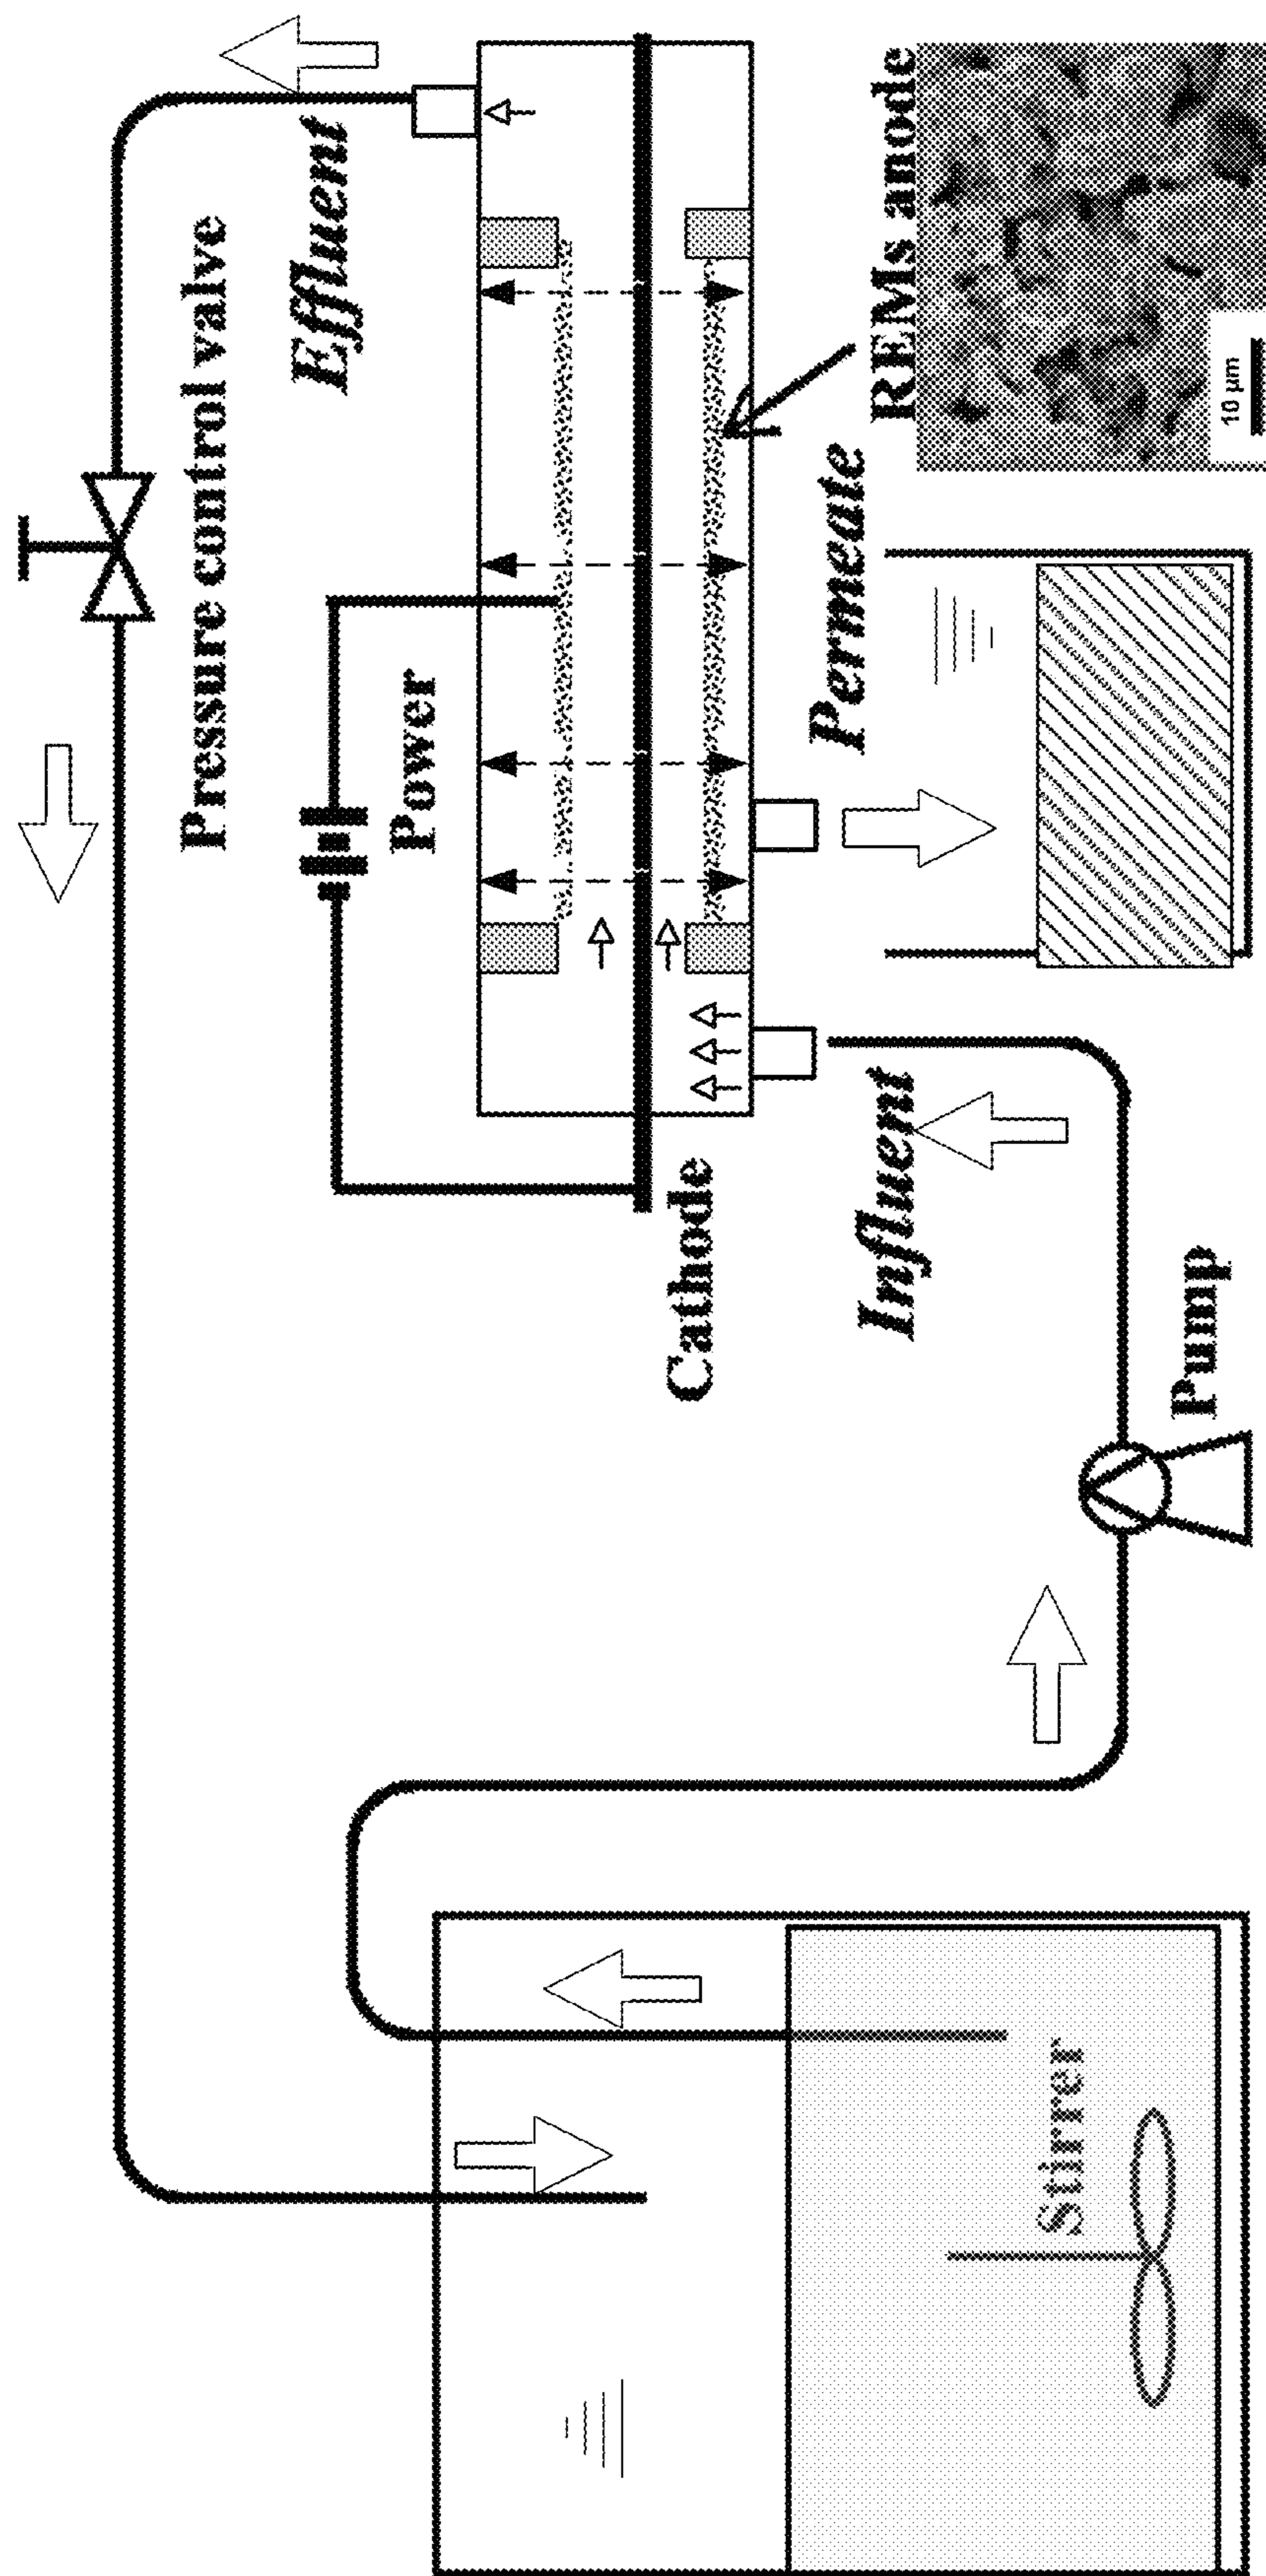 Pressure control valve
Effluent
Power
Cathode
Influent
Permeate
REMs anode
10 µm
Pump
Stirrer